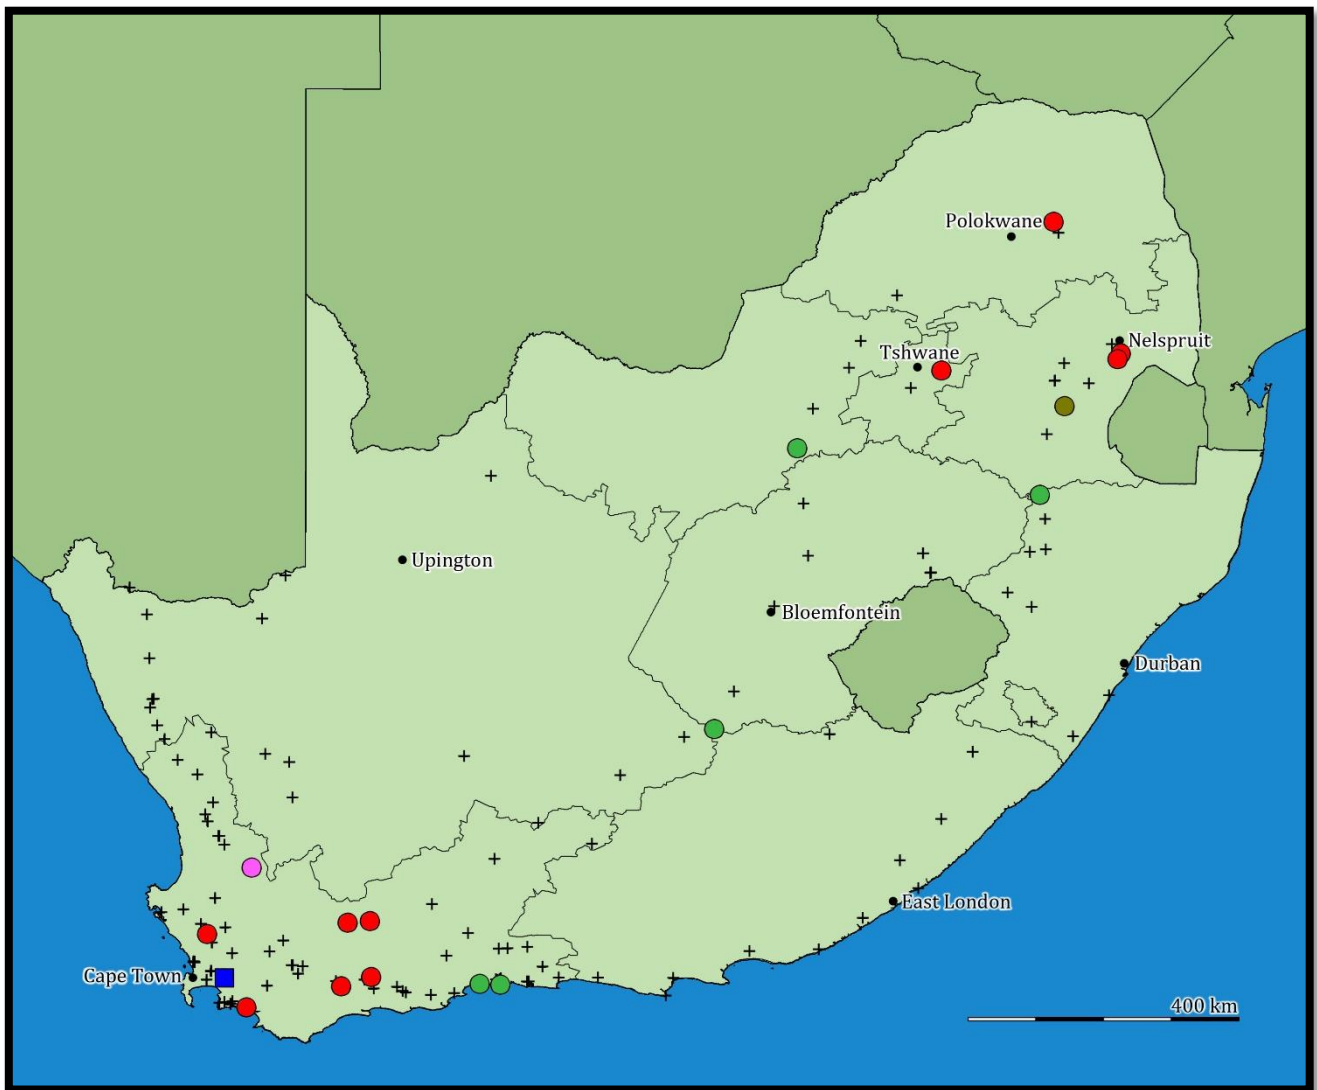 Polokwane
Nelspruit
Tshwane
Upington
Bloemfontein
Durban
East London
Cape Town
400 km